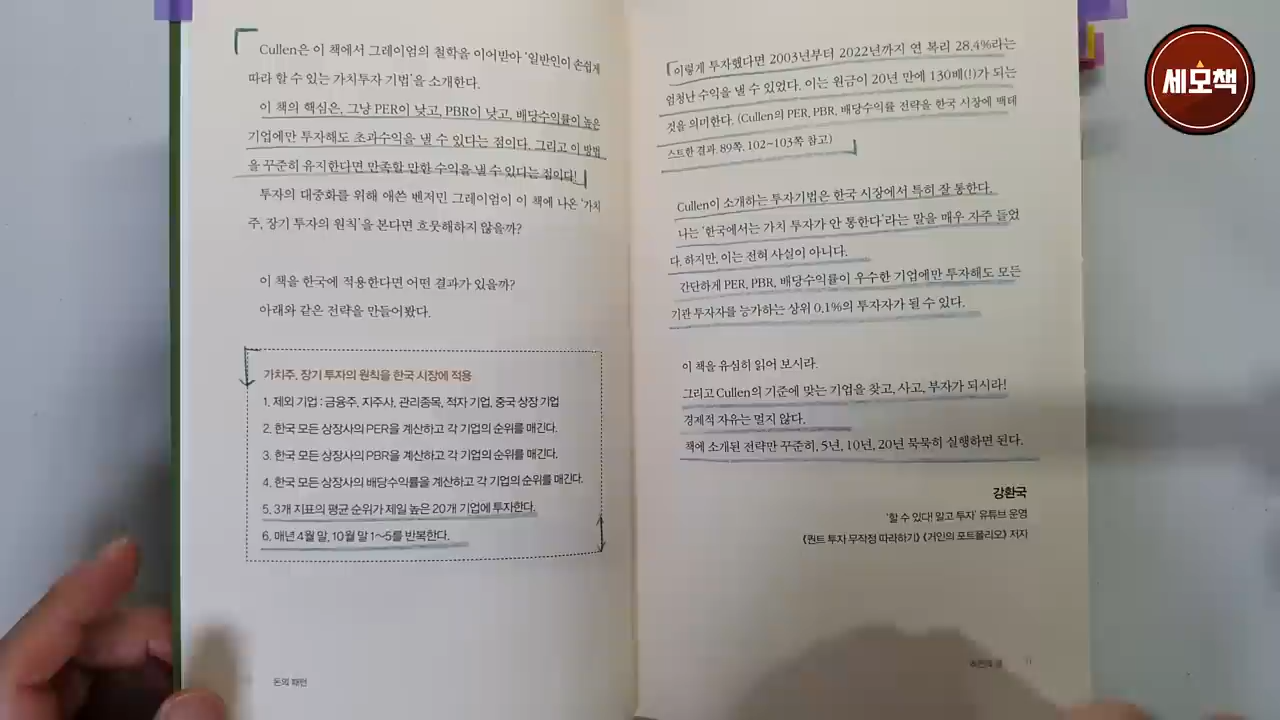 세모책
Cullen은 이 책에서 그레이엄의 철학을 이어받아 '일반인이 손쉽게
따라 할 수 있는 가치투자 기법'을 소개한다.
이 책의 핵심은, 그냥 PER이 낮고, PBR이 낮고, 배당수익률이 높은
기업에만 투자해도 초과수익을 낼 수 있다는 점이다. 그리고 이 방법
을 꾸준히 유지한다면 만족할 만한 수익을 낼 수 있다는 점이다!
투자의 대중화를 위해 애쓴 벤저민 그레이엄이 이 책에 나온 '가치
주, 장기 투자의 원칙'을 본다면 흐뭇해하지 않을까?
이 책을 한국에 적용한다면 어떤 결과가 있을까?
아래와 같은 전략을 만들어봤다.
가치주, 장기 투자의 원칙을 한국 시장에 적용
1. 제외 기업 : 금융주, 지주사, 관리종목, 적자 기업, 중국 상장 기업
2. 한국 모든 상장사의 PER을 계산하고 각 기업의 순위를 매긴다.
3. 한국 모든 상장사의 PBR을 계산하고 각 기업의 순위를 매긴다.
4. 한국 모든 상장사의 배당수익률을 계산하고 각 기업의 순위를 매긴다.
5. 3개 지표의 평균 순위가 제일 높은 20개 기업에 투자한다.
6. 매년 4월 말, 10월 말 1~5를 반복한다.
돈의 패턴
이렇게 투자했다면 2003년부터 2022년까지 연 복리 28.4%라는
엄청난 수익을 낼 수 있었다. 이는 원금이 20년 만에 130배(!)가 되는
것을 의미한다. (Cullen의 PER, PBR, 배당수익률 전략을 한국 시장에 백테
스트한 결과. 89쪽, 102~103쪽 참고)
Cullen이 소개하는 투자기법은 한국 시장에서 특히 잘 통한다.
나는 '한국에서는 가치 투자가 안 통한다'라는 말을 매우 자주 들었
다. 하지만, 이는 전혀 사실이 아니다.
간단하게 PER, PBR, 배당수익률이 우수한 기업에만 투자해도 모든
기관 투자자를 능가하는 상위 0.1%의 투자자가 될 수 있다.
이 책을 유심히 읽어 보시라.
그리고 Cullen의 기준에 맞는 기업을 찾고, 사고, 부자가 되시라!
경제적 자유는 멀지 않다.
책에 소개된 전략만 꾸준히, 5년, 10년, 20년 묵묵히 실행하면 된다.
강환국
'할 수 있다! 알고 투자' 유튜브 운영
《퀀트 투자 무작정 따라하기》《거인의 포트폴리오》 저자
추천의 글
11